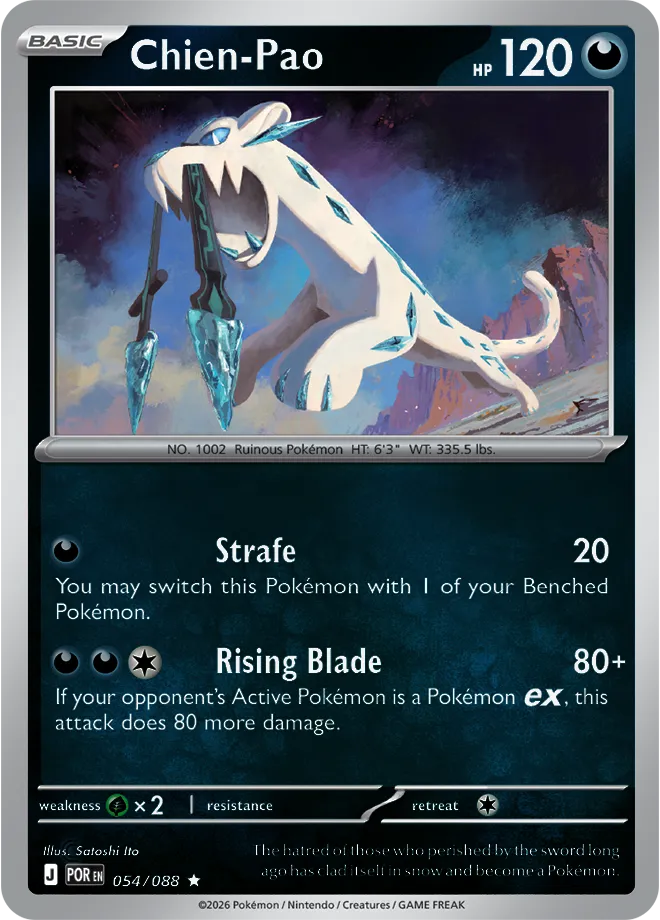 BASIC
Chien-Pao
HP 120
NO. 1002 Ruinous Pokémon HT: 6'3" WT: 335.5 lbs.
Strafe 20
You may switch this Pokémon with 1 of your Benched
Pokémon.
Rising Blade 80+
If your opponent's Active Pokémon is a Pokémon ex, this
attack does 80 more damage.
weakness ×2 resistance retreat
Illus. Satoshi Ito
The hatred of those who perished by the sword long
ago has clad itself in snow and become a Pokémon.
J POR EN 054/088 ★
©2026 Pokémon / Nintendo / Creatures / GAME FREAK